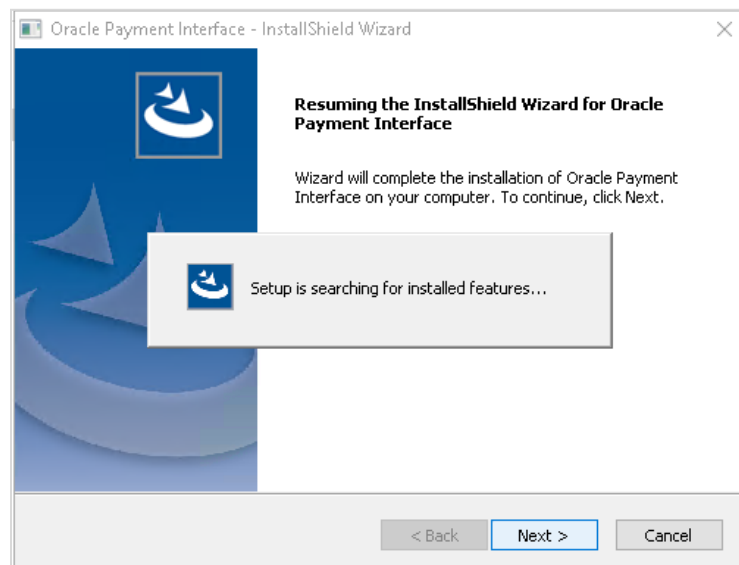 Oracle Payment Interface - InstallShield Wizard
Resuming the InstallShield Wizard for Oracle
Payment Interface
Wizard will complete the installation of Oracle Payment
Interface on your computer. To continue, click Next.
Setup is searching for installed features...
< Back
Next >
Cancel